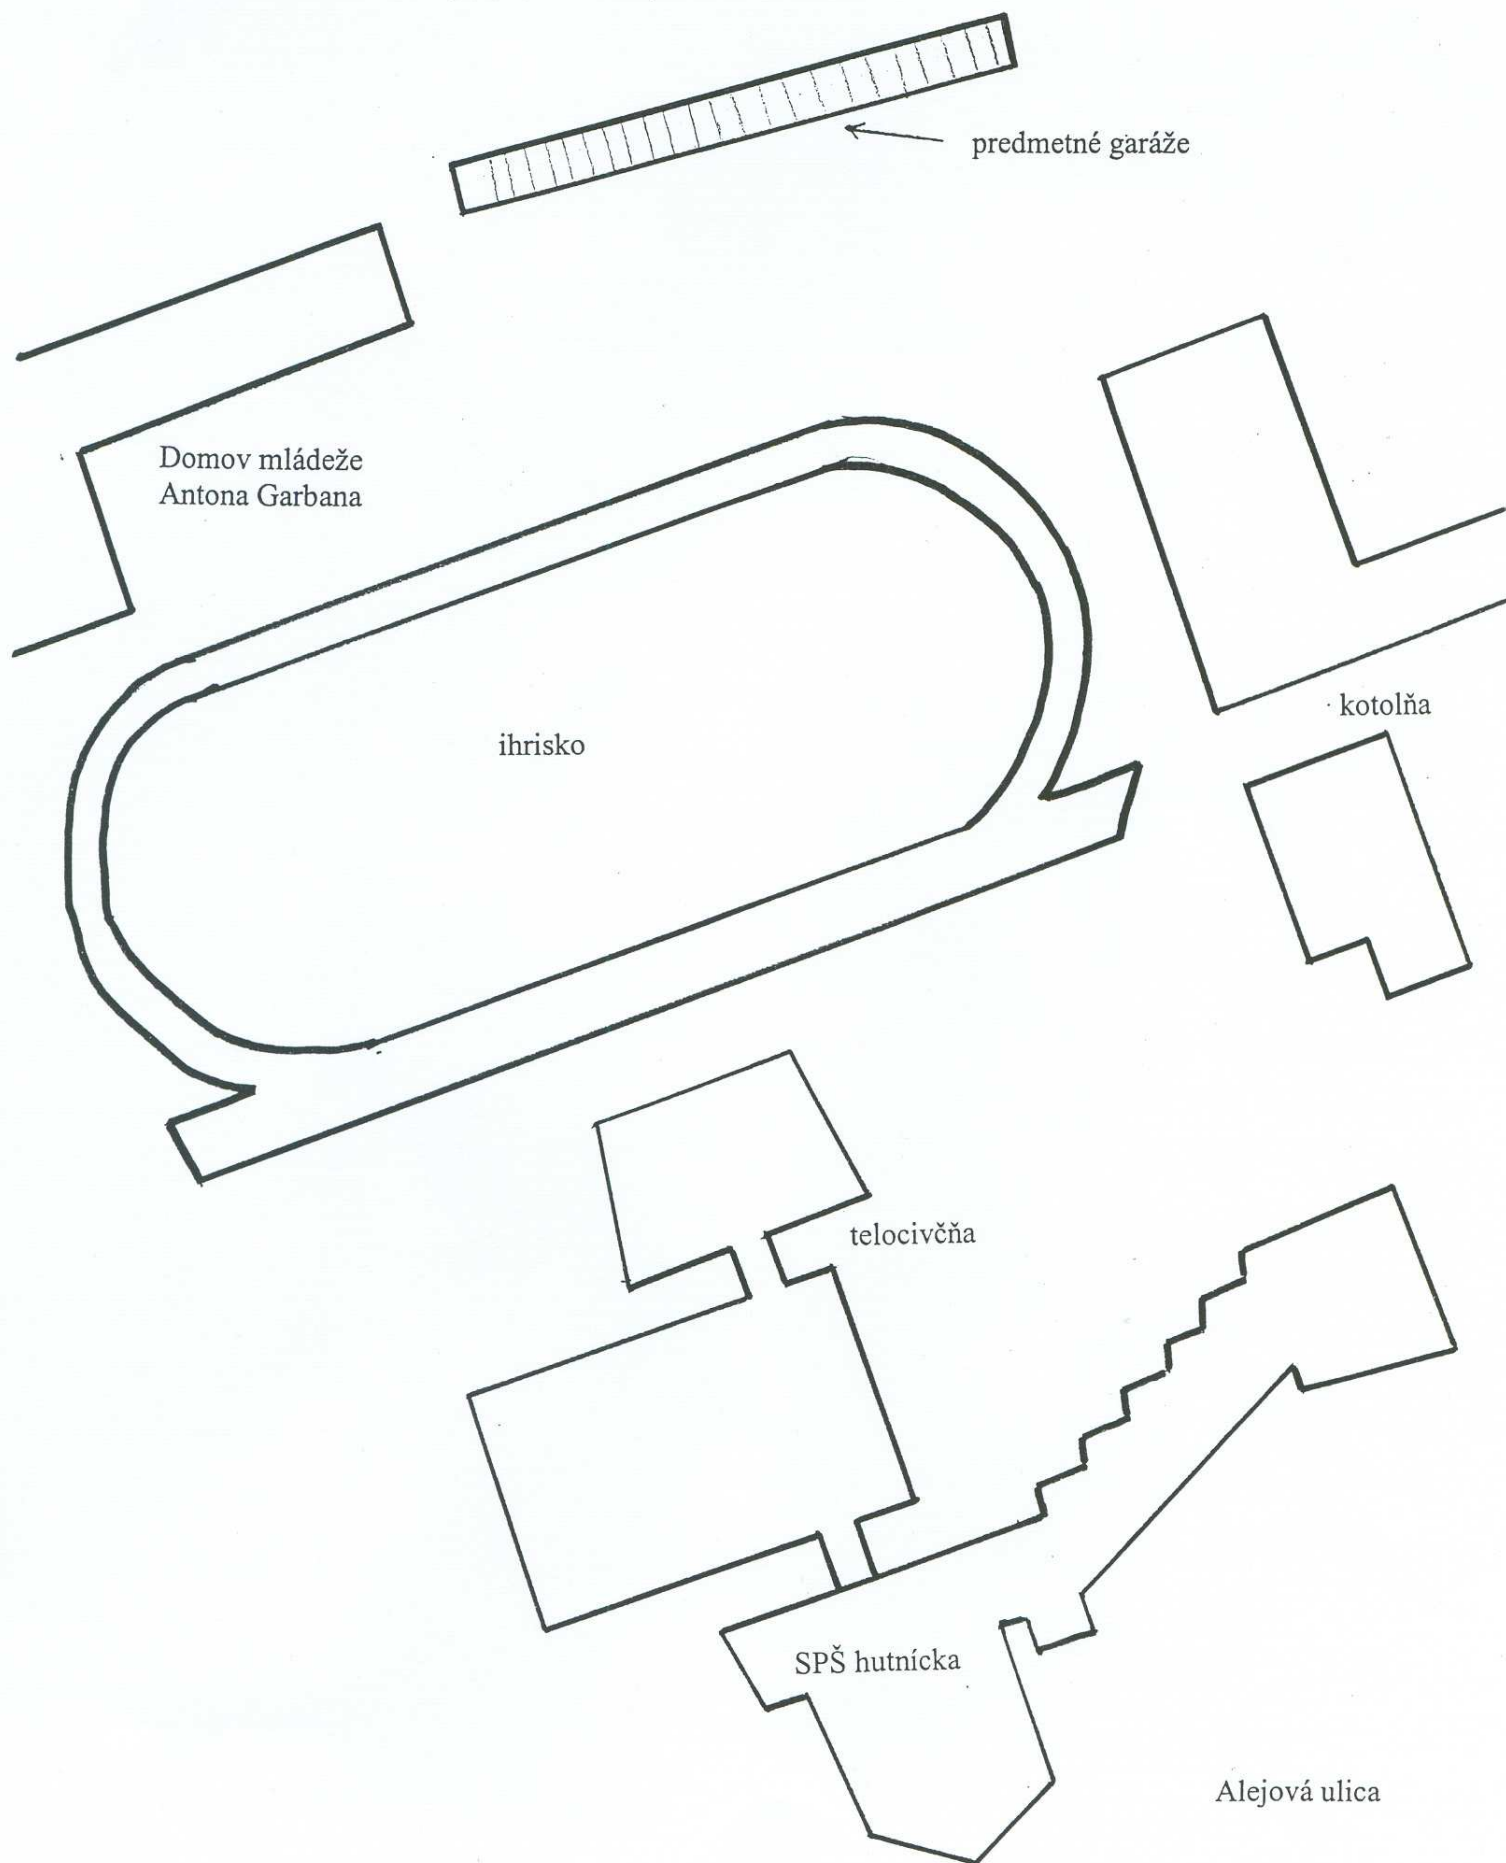 predmetné garáže
Domov mládeže
Antona Garbana
kotolňa
ihrisko
telocivčňa
SPŠ hutnícka
Alejová ulica